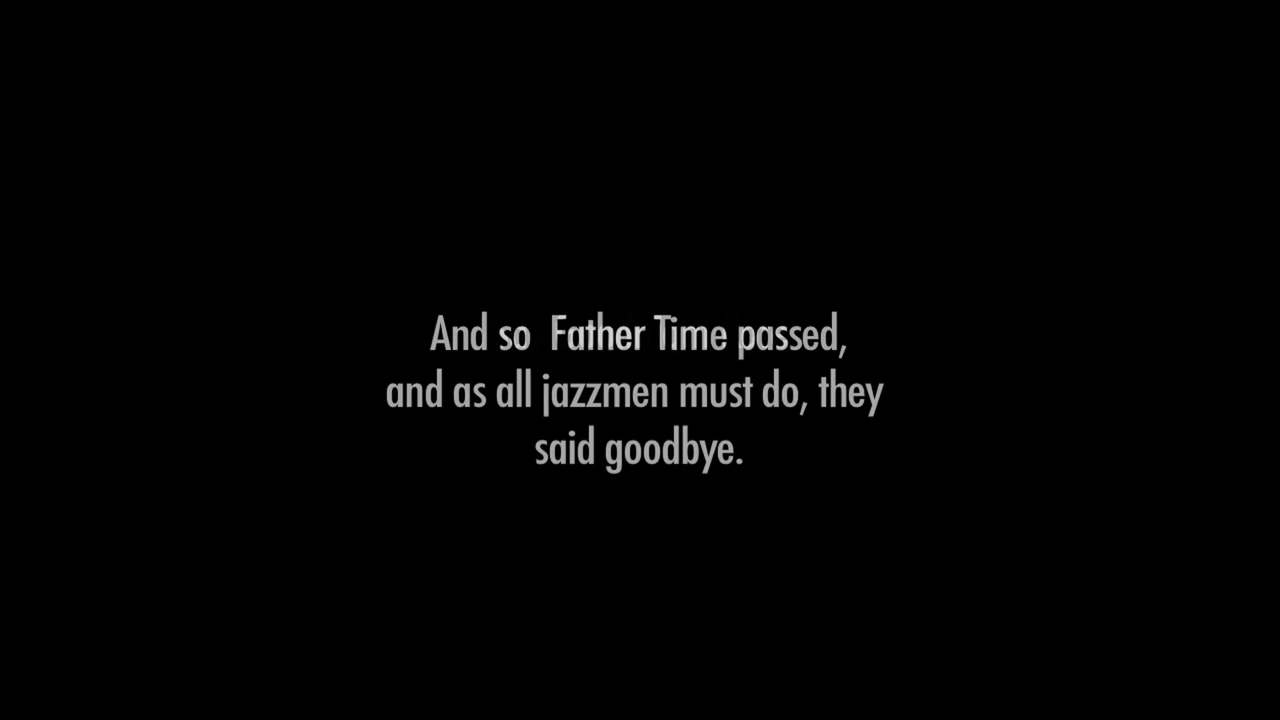 And so  Father Time passed,
and as all jazzmen must do, they
said goodbye.